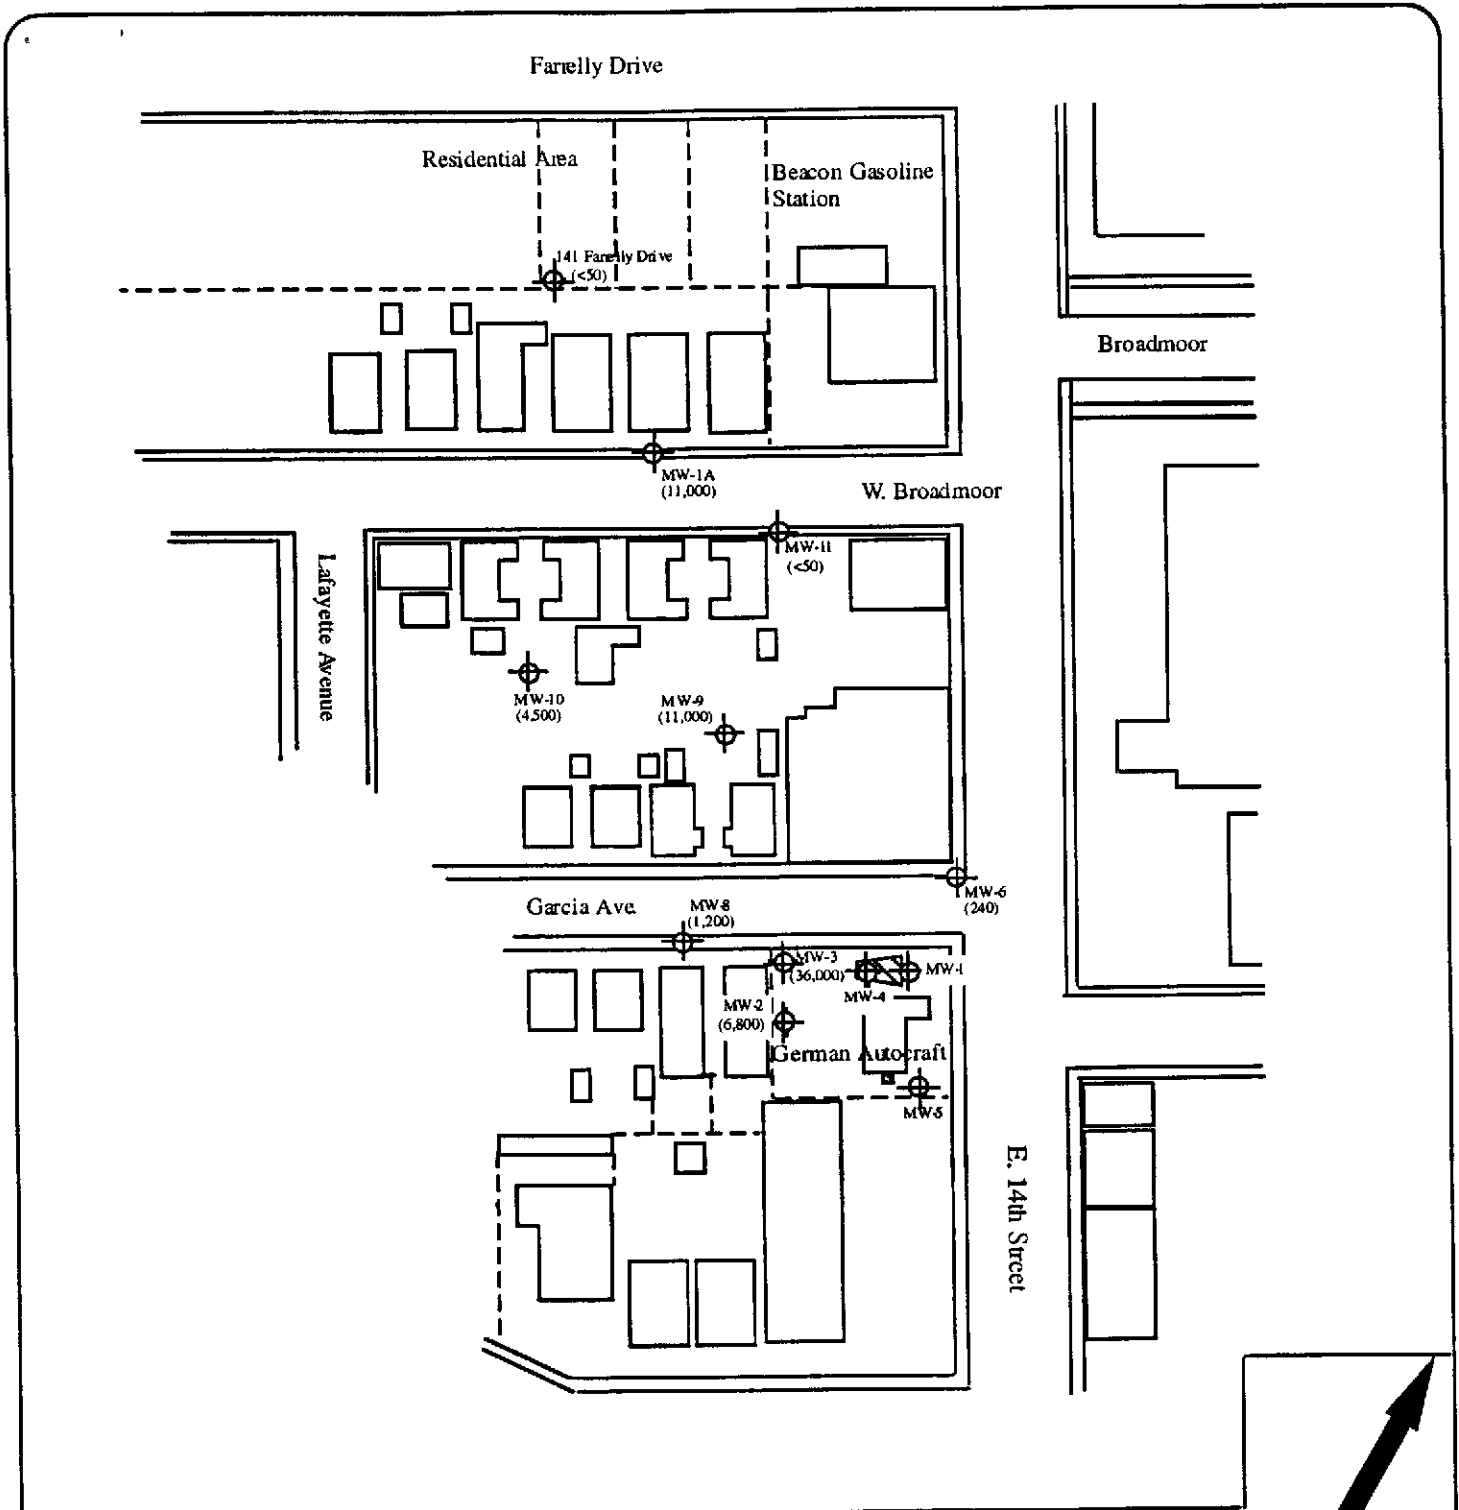 Farrelly Drive
Residential Area
Beacon Gasoline
Station
141 Farrelly Drive
(<50)
Broadmoor
MW-1A
(11,000)
W. Broadmoor
MW-11
(<50)
Lafayette Avenue
MW-10
(4,500)
MW-9
(11,000)
MW-6
(240)
Garcia Ave.
MW-8
(1,200)
MW-3
(36,000)
MW-1
MW-4
MW-2
(6,800)
German Autocraft
MW-5
E. 14th Street